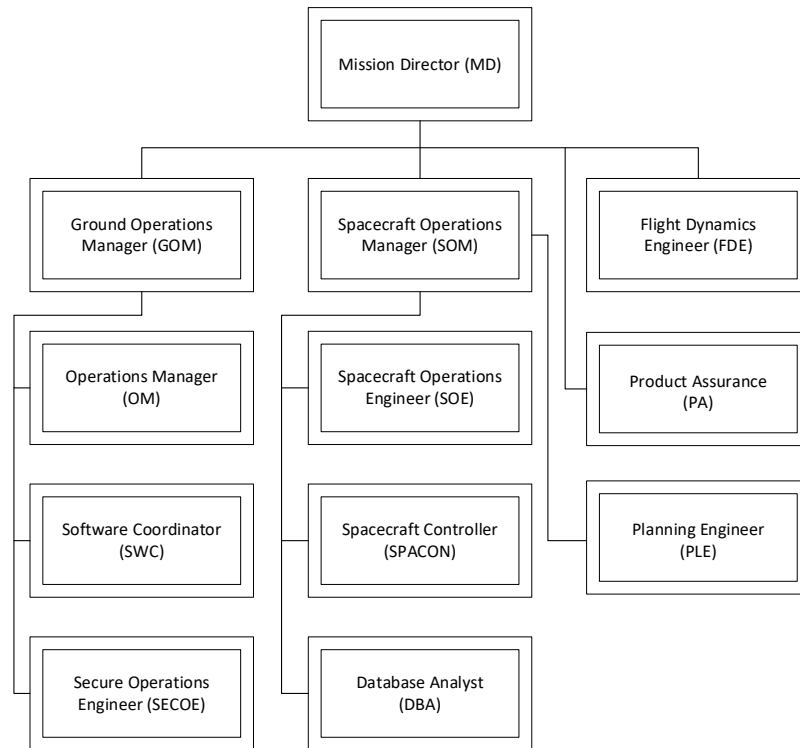 Mission Director (MD)
Ground Operations
Manager (GOM)
Spacecraft Operations
Manager (SOM)
Flight Dynamics
Engineer (FDE)
Operations Manager
(OM)
Spacecraft Operations
Engineer (SOE)
Product Assurance
(PA)
Software Coordinator
(SWC)
Spacecraft Controller
(SPACON)
Planning Engineer
(PLE)
Secure Operations
Engineer (SECOE)
Database Analyst
(DBA)